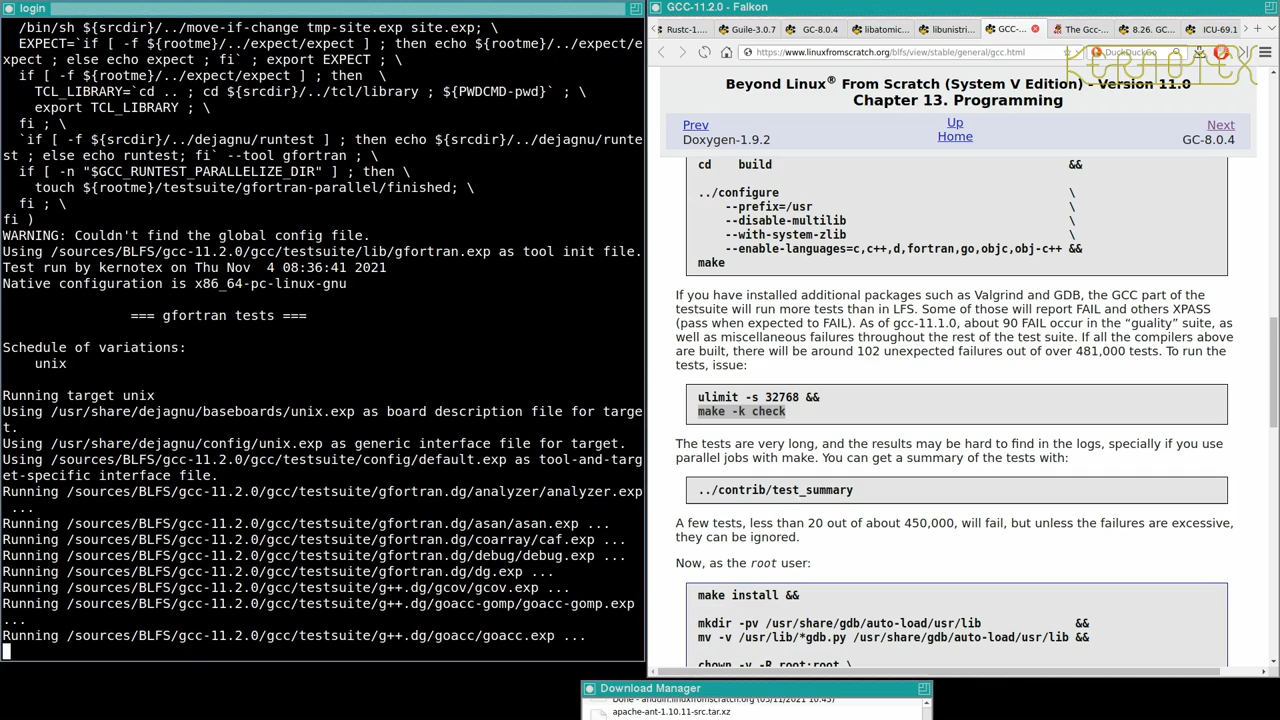 login
/bin/sh ${srcdir}/../move-if-change tmp-site.exp site.exp; \
EXPECT=`if [ -f ${rootme}/../expect/expect ] ; then echo ${rootme}/../expect/e
xpect ; else echo expect ; fi` ; export EXPECT ; \
if [ -f ${rootme}/../expect/expect ] ; then  \
TCL_LIBRARY=`cd .. ; cd ${srcdir}/../tcl/library ; ${PWDCMD-pwd}` ; \
export TCL_LIBRARY ; \
fi ; \
`if [ -f ${srcdir}/../dejagnu/runtest ] ; then echo ${srcdir}/../dejagnu/runte
st ; else echo runtest; fi` --tool gfortran ; \
if [ -n "$GCC_RUNTEST_PARALLELIZE_DIR" ] ; then \
touch ${rootme}/testsuite/gfortran-parallel/finished; \
fi ; \
fi )
WARNING: Couldn't find the global config file.
Using /sources/BLFS/gcc-11.2.0/gcc/testsuite/lib/gfortran.exp as tool init file.
Test run by kernotex on Thu Nov  4 08:36:41 2021
Native configuration is x86_64-pc-linux-gnu
=== gfortran tests ===
Schedule of variations:
unix
Running target unix
Using /usr/share/dejagnu/baseboards/unix.exp as board description file for targe
t.
Using /usr/share/dejagnu/config/unix.exp as generic interface file for target.
Using /sources/BLFS/gcc-11.2.0/gcc/testsuite/config/default.exp as tool-and-targ
et-specific interface file.
Running /sources/BLFS/gcc-11.2.0/gcc/testsuite/gfortran.dg/analyzer/analyzer.exp
...
Running /sources/BLFS/gcc-11.2.0/gcc/testsuite/gfortran.dg/asan/asan.exp ...
Running /sources/BLFS/gcc-11.2.0/gcc/testsuite/gfortran.dg/coarray/caf.exp ...
Running /sources/BLFS/gcc-11.2.0/gcc/testsuite/gfortran.dg/debug/debug.exp ...
Running /sources/BLFS/gcc-11.2.0/gcc/testsuite/gfortran.dg/dg.exp ...
Running /sources/BLFS/gcc-11.2.0/gcc/testsuite/g++.dg/gcov/gcov.exp ...
Running /sources/BLFS/gcc-11.2.0/gcc/testsuite/g++.dg/goacc-gomp/goacc-gomp.exp
...
Running /sources/BLFS/gcc-11.2.0/gcc/testsuite/g++.dg/goacc/goacc.exp ...
GCC-11.2.0 - Falkon
Rustc-1.... Guile-3.0.7 GC-8.0.4 libatomic... libunistri... GCC-... The Gcc-... 8.26. GC... ICU-69.1
https://www.linuxfromscratch.org/blfs/view/stable/general/gcc.html DuckDuckGo
KERNOTEX
Beyond Linux® From Scratch (System V Edition) - Version 11.0
Chapter 13. Programming
Prev Up Next
Doxygen-1.9.2 Home GC-8.0.4
cd    build &&
../configure \
--prefix=/usr \
--disable-multilib \
--with-system-zlib \
--enable-languages=c,c++,d,fortran,go,objc,obj-c++ &&
make
If you have installed additional packages such as Valgrind and GDB, the GCC part of the
testsuite will run more tests than in LFS. Some of those will report FAIL and others XPASS
(pass when expected to FAIL). As of gcc-11.1.0, about 90 FAIL occur in the “guality” suite, as
well as miscellaneous failures throughout the rest of the test suite. If all the compilers above
are built, there will be around 102 unexpected failures out of over 481,000 tests. To run the
tests, issue:
ulimit -s 32768 &&
make -k check
The tests are very long, and the results may be hard to find in the logs, specially if you use
parallel jobs with make. You can get a summary of the tests with:
../contrib/test_summary
A few tests, less than 20 out of about 450,000, will fail, but unless the failures are excessive,
they can be ignored.
Now, as the root user:
make install &&
mkdir -pv /usr/share/gdb/auto-load/usr/lib &&
mv -v /usr/lib/*gdb.py /usr/share/gdb/auto-load/usr/lib &&
chown -v -R root:root \
Download Manager
Done - anduin.linuxfromscratch.org (03/11/2021 10:45)
apache-ant-1.10.11-src.tar.xz